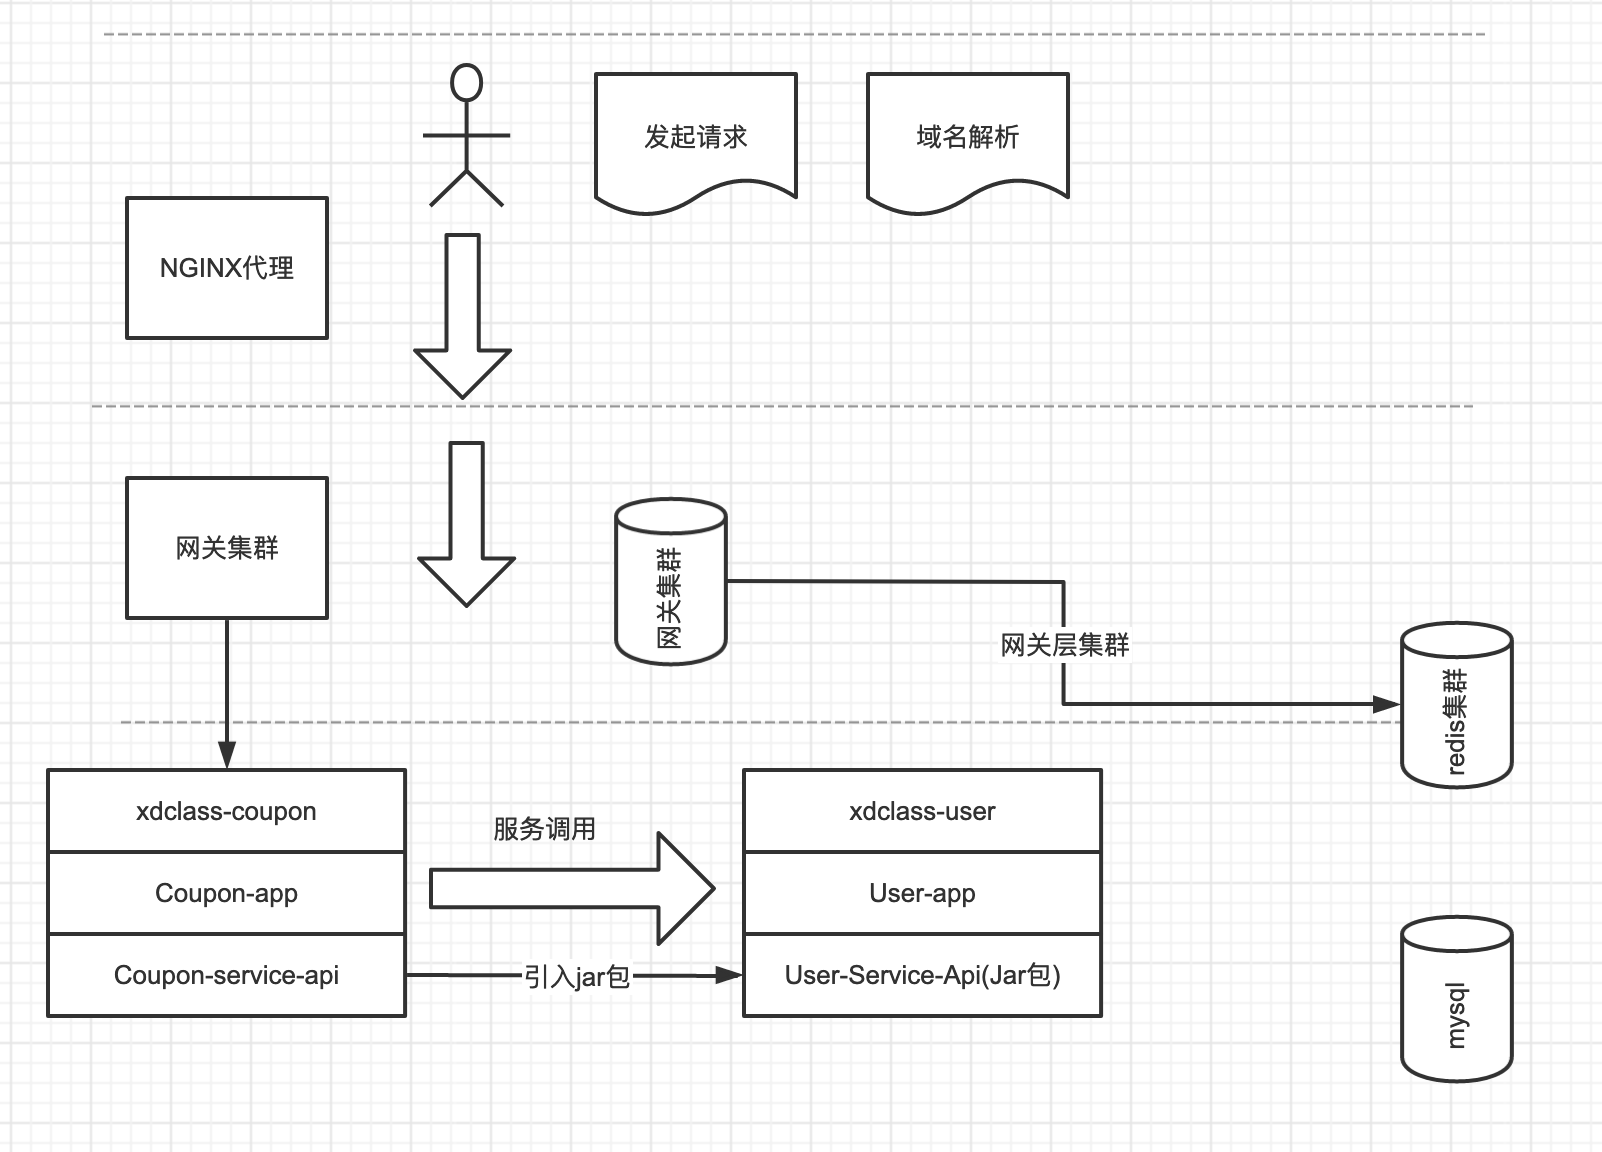 发起请求
域名解析
NGINX代理
网关集群
网关集群
网关层集群
redis集群
xdclass-coupon
Coupon-app
Coupon-service-api
服务调用
引入jar包
xdclass-user
User-app
User-Service-Api(Jar包)
mysql